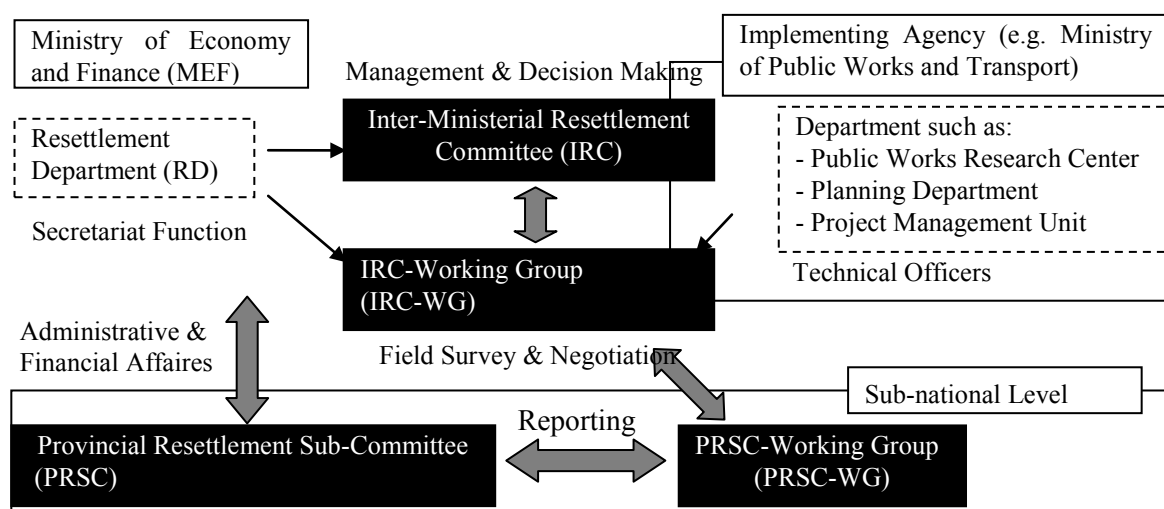 Ministry of Economy
and Finance (MEF)
Implementing Agency (e.g. Ministry
of Public Works and Transport)
Management & Decision Making
Inter-Ministerial Resettlement
Committee (IRC)
Resettlement
Department (RD)
Secretariat Function
Department such as:
- Public Works Research Center
- Planning Department
- Project Management Unit
Technical Officers
IRC-Working Group
(IRC-WG)
Administrative &
Financial Affaires
Field Survey & Negotiation
Sub-national Level
Provincial Resettlement Sub-Committee
(PRSC)
Reporting
PRSC-Working Group
(PRSC-WG)